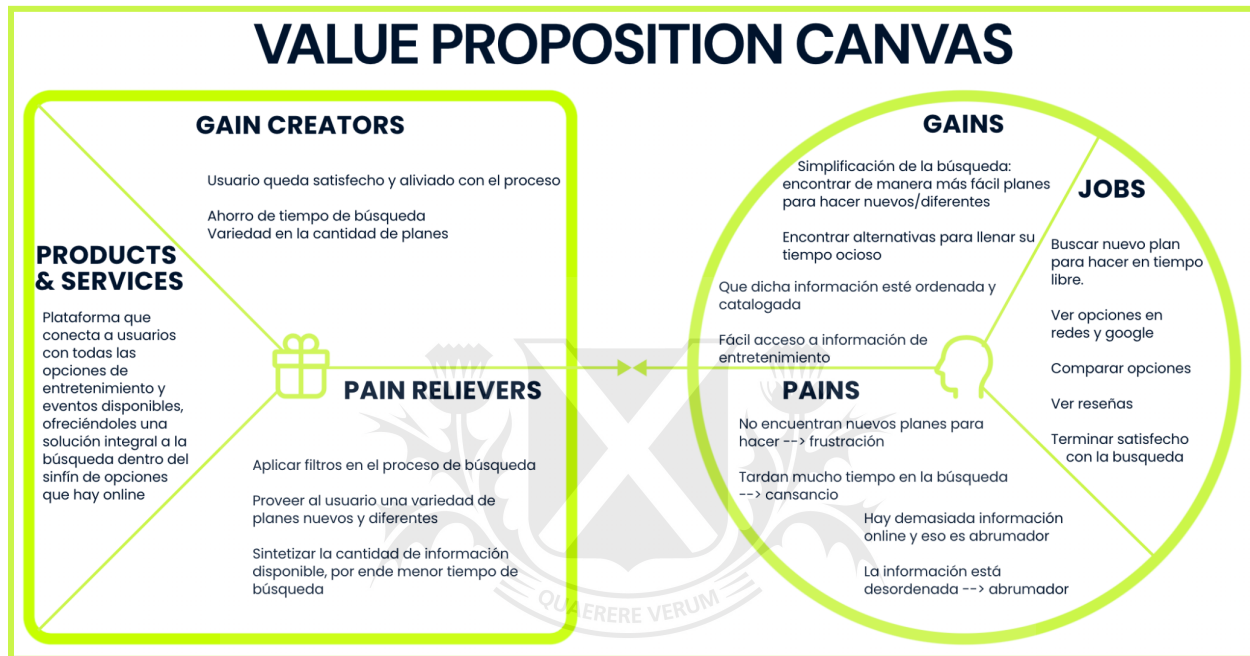 VALUE PROPOSITION CANVAS
GAIN CREATORS
Usuario queda satisfecho y aliviado con el proceso
Ahorro de tiempo de búsqueda
Variedad en la cantidad de planes
PRODUCTS
& SERVICES
Plataforma que
conecta a usuarios
con todas las
opciones de
entretenimiento y
eventos disponibles,
ofreciéndoles una
solución integral a la
búsqueda dentro del
sinfín de opciones
que hay online
PAIN RELIEVERS
Aplicar filtros en el proceso de búsqueda
Proveer al usuario una variedad de
planes nuevos y diferentes
Sintetizar la cantidad de información
disponible, por ende menor tiempo de
búsqueda
GAINS
Simplificación de la búsqueda:
encontrar de manera más fácil planes
para hacer nuevos/diferentes
Encontrar alternativas para llenar su
tiempo ocioso
Que dicha información esté ordenada y
catalogada
Fácil acceso a información de
entretenimiento
JOBS
Buscar nuevo plan
para hacer en tiempo
libre.
Ver opciones en
redes y google
Comparar opciones
Ver reseñas
Terminar satisfecho
con la busqueda
PAINS
No encuentran nuevos planes para
hacer --> frustración
Tardan mucho tiempo en la búsqueda
--> cansancio
Hay demasiada información
online y eso es abrumador
La información está
desordenada --> abrumador
QUAERERE VERUM